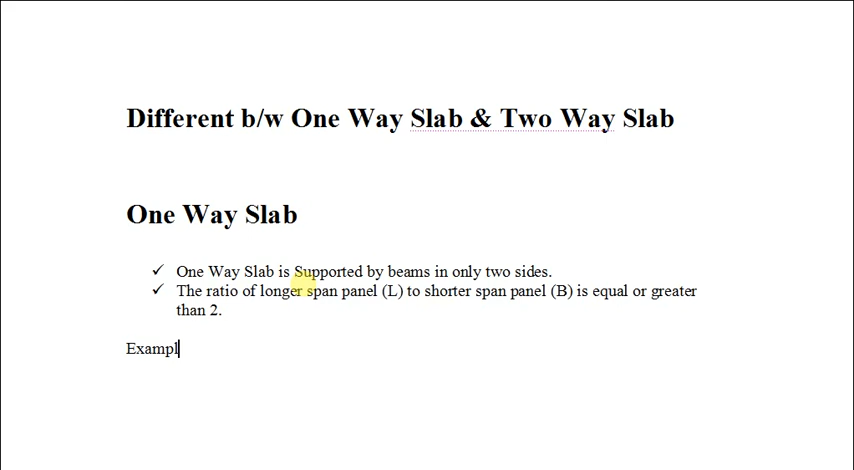 Different b/w One Way Slab & Two Way Slab
One Way Slab
✓ One Way Slab is Supported by beams in only two sides.
✓ The ratio of longer span panel (L) to shorter span panel (B) is equal or greater
than 2.
Exampl